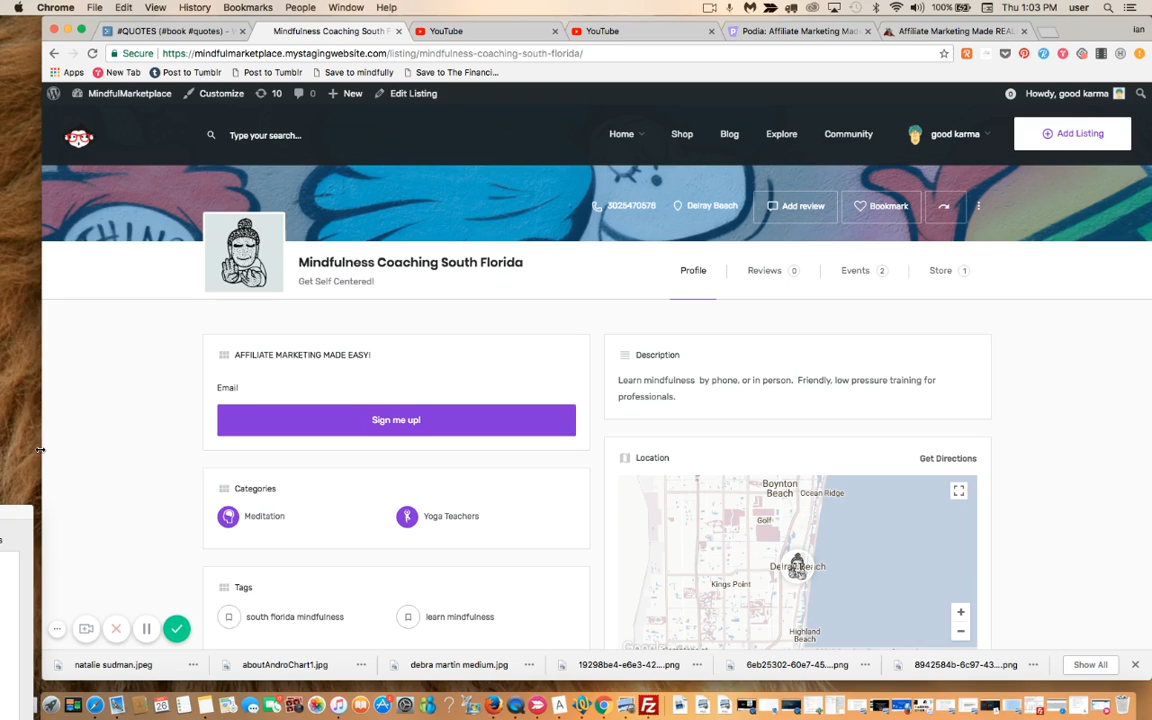 Chrome File Edit View History Bookmarks People Window Help 100% Thu 1:03 PM user
#QUOTES (#book #quotes) – Mindfulness Coaching South F YouTube YouTube Podia: Affiliate Marketing Mad Affiliate Marketing Made REAL Ian
Secure https://mindfulmarketplace.mystagingwebsite.com/listing/mindfulness-coaching-south-florida/
Apps New Tab Post to Tumblr Post to Tumblr Save to mindfully Save to The Financi...
MindfulMarketplace Customize 10 0 New Edit Listing 0 Howdy, good karma
Type your search... Home Shop Blog Explore Community good karma Add Listing
3025470578 Delray Beach Add review Bookmark
Mindfulness Coaching South Florida
Get Self Centered!
Profile Reviews 0 Events 2 Store 1
AFFILIATE MARKETING MADE EASY!
Email
Sign me up!
Categories
Meditation Yoga Teachers
Tags
south florida mindfulness learn mindfulness
Description
Learn mindfulness by phone, or in person. Friendly, low pressure training for
professionals.
Location Get Directions
Boynton
Beach Ocean Ridge
Golf
Delray Beach
Kings Point
Highland
Beach
natalie sudman.jpeg aboutAndroChart1.jpg debra martin medium.jpg 19298be4-e6e3-42....png 6eb25302-60e7-45....png 8942584b-6c97-43....png Show All